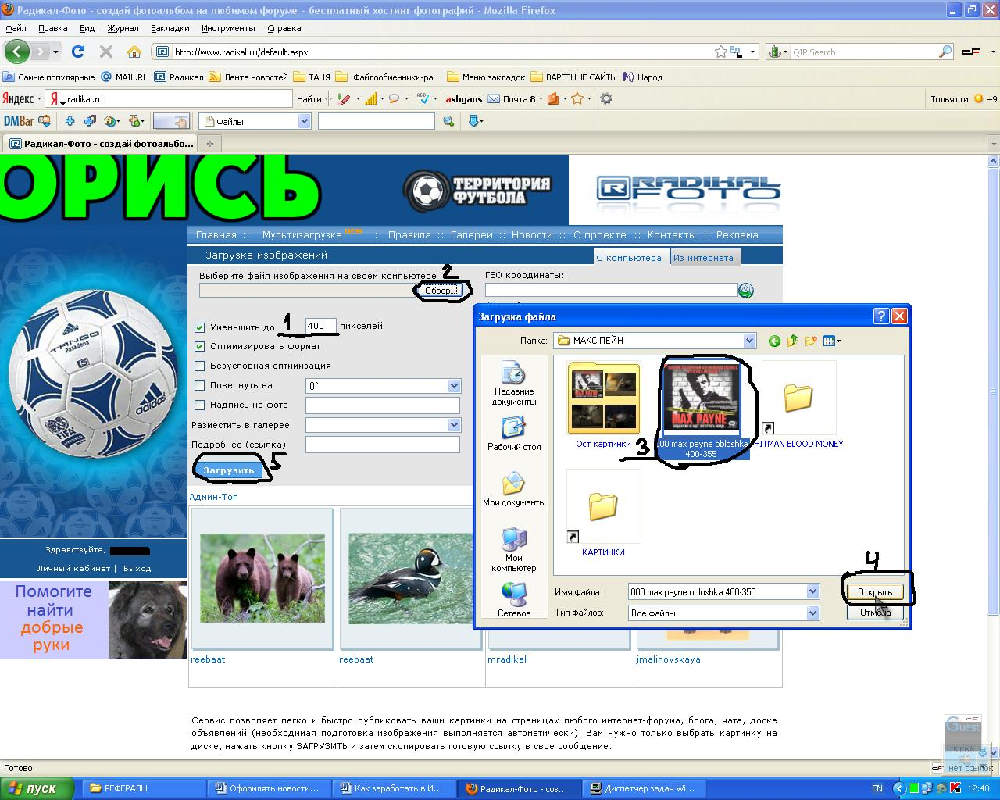 Радикал-Фото - создай фотоальбом на любимом форуме - бесплатный хостинг фотографий - Mozilla Firefox
Файл Правка Вид Журнал Закладки Инструменты Справка
http://www.radikal.ru/default.aspx
QIP Search
Самые популярные MAIL.RU Радикал Лента новостей ТАНЯ Файлообменники-ра... Меню закладок ВАРЕЗНЫЕ САЙТЫ Народ
Яндекс radikal.ru Найти ashgans Почта 8 Тольятти -9
DMBar Файлы
Радикал-Фото - создай фотоальбо...
ОРИСЬ
ТЕРРИТОРИЯ
ФУТБОЛА
RADIKAL
FOTO
Главная :: Мультизагрузка new :: Правила :: Галереи :: Новости :: О проекте :: Контакты :: Реклама
Загрузка изображений
С компьютера Из интернета
Выберите файл изображения на своем компьютере 2
Обзор...
ГЕО координаты:
Уменьшить до 1 400 пикселей
Оптимизировать формат
Безусловная оптимизация
Повернуть на 0°
Надпись на фото
Разместить в галерее
Подробнее (ссылка)
Загрузить 5
TANGO
Pasadena
adidas
FIFA
Загрузка файла
Папка: МАКС ПЕЙН
Недавние
документы
Рабочий стол
Мои документы
Мой
компьютер
Сетевое
MAX PAYNE
Ост картинки
3
000 max payne obloshka
400-355
HITMAN BLOOD MONEY
КАРТИНКИ
4
Имя файла: 000 max payne obloshka 400-355
Открыть
Тип файлов: Все файлы
Отмена
Админ-Топ
reebaat reebaat mradikal jmalinovskaya
Здравствуйте,
Личный кабинет | Выход
Помогите
найти
добрые
руки
Сервис позволяет легко и быстро публиковать ваши картинки на страницах любого интернет-форума, блога, чата, доске
объявлений (необходимая подготовка изображения выполняется автоматически). Вам нужно только выбрать картинку на
диске, нажать кнопку ЗАГРУЗИТЬ и затем скопировать готовую ссылку в свое сообщение.
Guest
5 KB/s
нет ссылок
Готово
пуск РЕФЕРАЛЫ Оформлять новости... Как заработать в И... Радикал-Фото - соз... Диспетчер задач Wi... EN 12:40